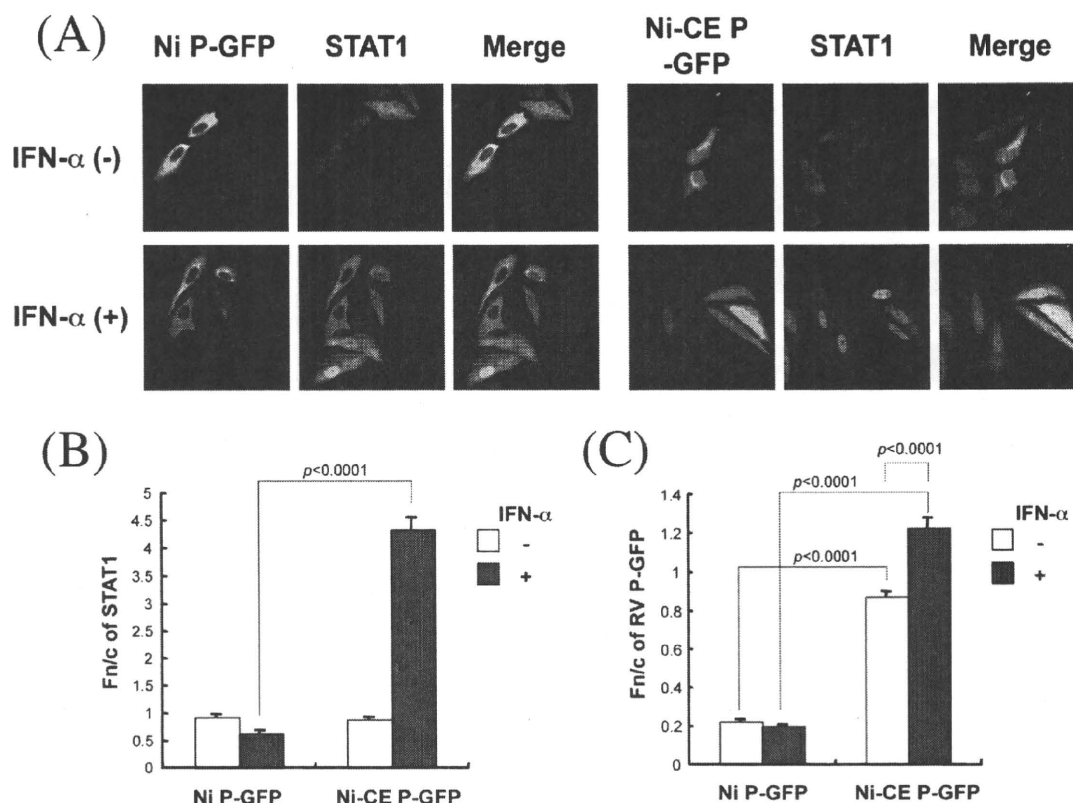 (A)
Ni P-GFP STAT1 Merge Ni-CE P
-GFP STAT1 Merge
IFN-α (-)
IFN-α (+)
(B)
p<0.0001
5
4.5
4
3.5
3
2.5
2
1.5
1
0.5
0
Fn/c of STAT1
IFN-α
-
+
Ni P-GFP Ni-CE P-GFP
(C)
p<0.0001
p<0.0001
p<0.0001
1.4
1.2
1
0.8
0.6
0.4
0.2
0
Fn/c of RV P-GFP
IFN-α
-
+
Ni P-GFP Ni-CE P-GFP